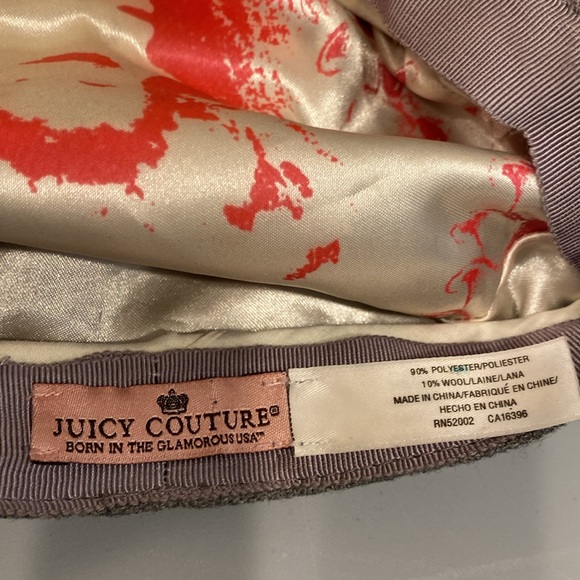 JUICY COUTURE®
BORN IN THE GLAMOROUS USA™
90% POLYESTER/POLIESTER
10% WOOL/LAINE/LANA
MADE IN CHINA/FABRIQUÉ EN CHINE/
HECHO EN CHINA
RN52002 CA16396